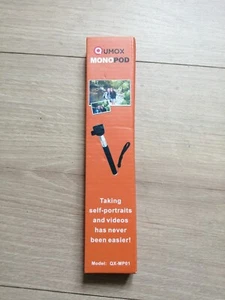 QUMOX
MONOPOD
Taking
self-portraits
and videos
has never
been easier!
Model: QX-MP01